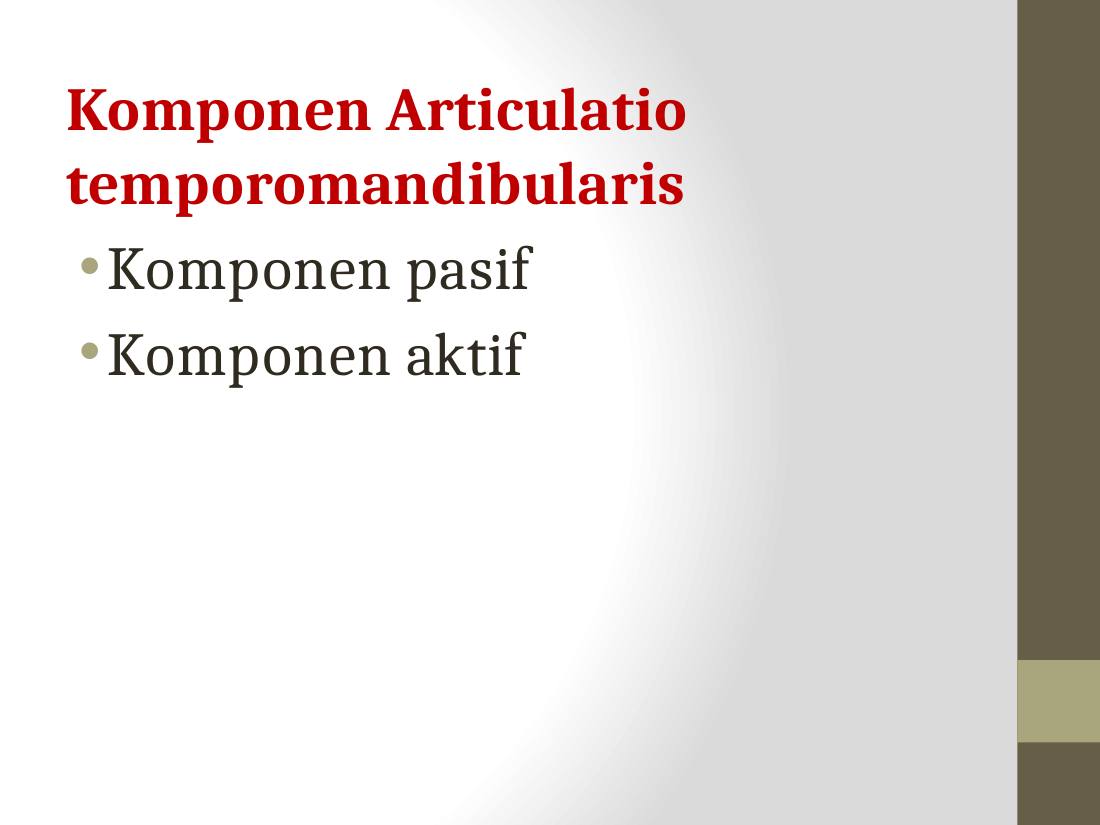 Komponen Articulatio
temporomandibularis
•Komponen pasif
•Komponen aktif